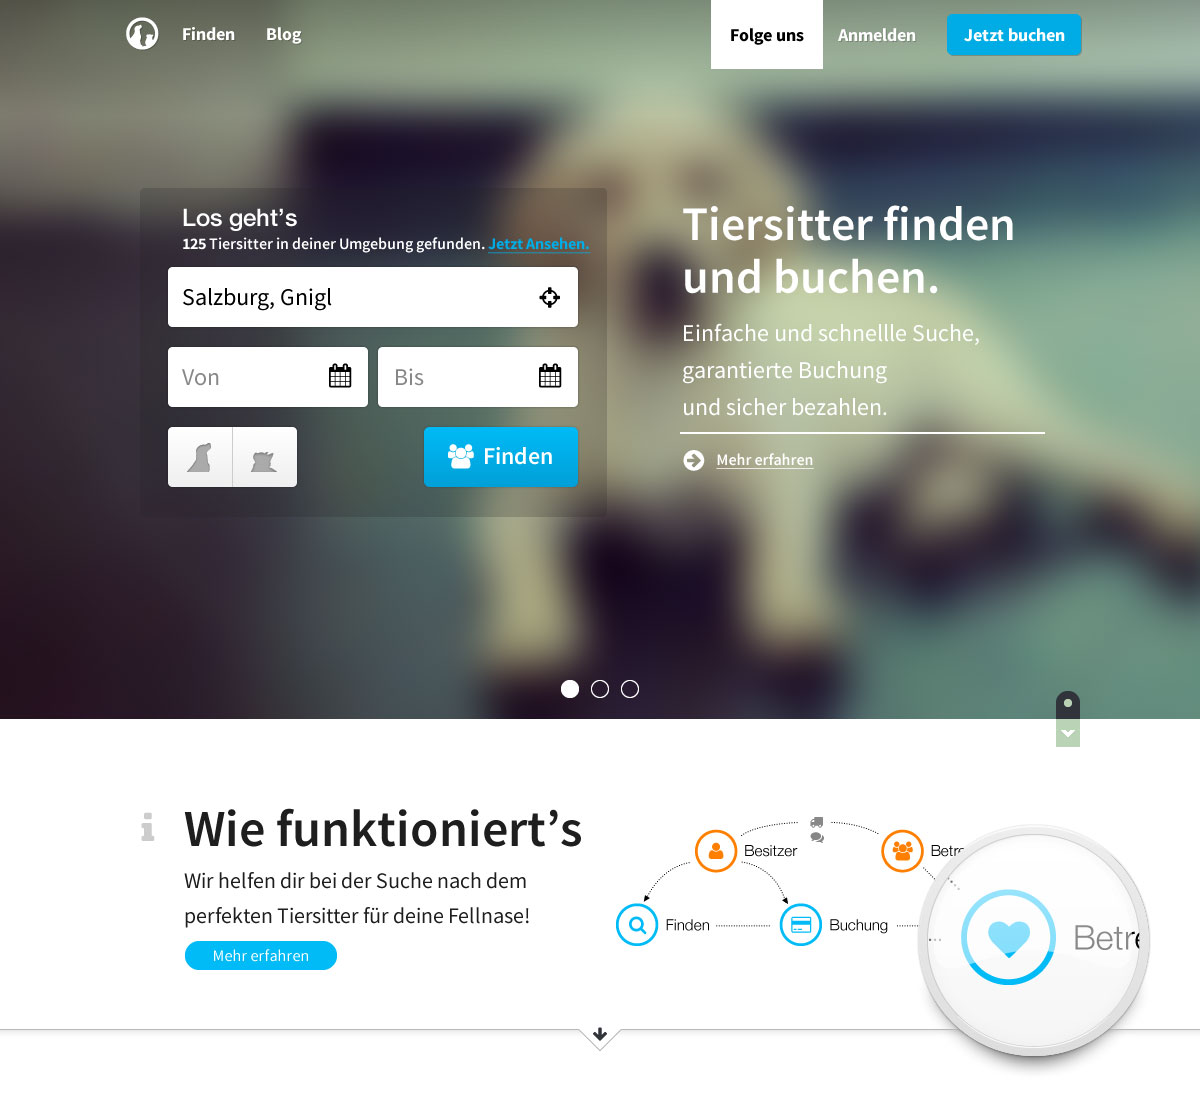 Finden
Blog
Folge uns
Anmelden
Jetzt buchen
Los geht's
125 Tiersitter in deiner Umgebung gefunden. Jetzt Ansehen.
Salzburg, Gnigl
Von
Bis
Finden
Tiersitter finden
und buchen.
Einfache und schnellle Suche,
garantierte Buchung
und sicher bezahlen.
Mehr erfahren
Wie funktioniert's
Wir helfen dir bei der Suche nach dem
perfekten Tiersitter für deine Fellnase!
Mehr erfahren
Besitzer
Betre
Finden
Buchung
Betre